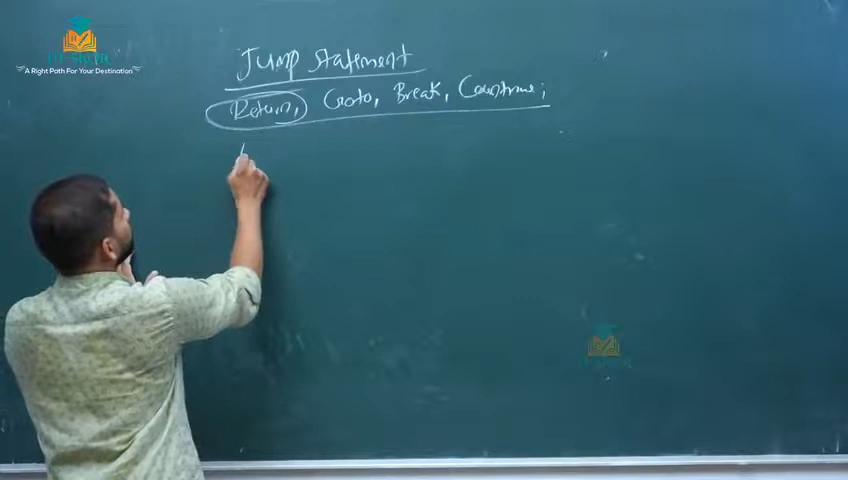 A Right Path For Your Destination
Jump Statement
Return, Goto, Break, Countinue;